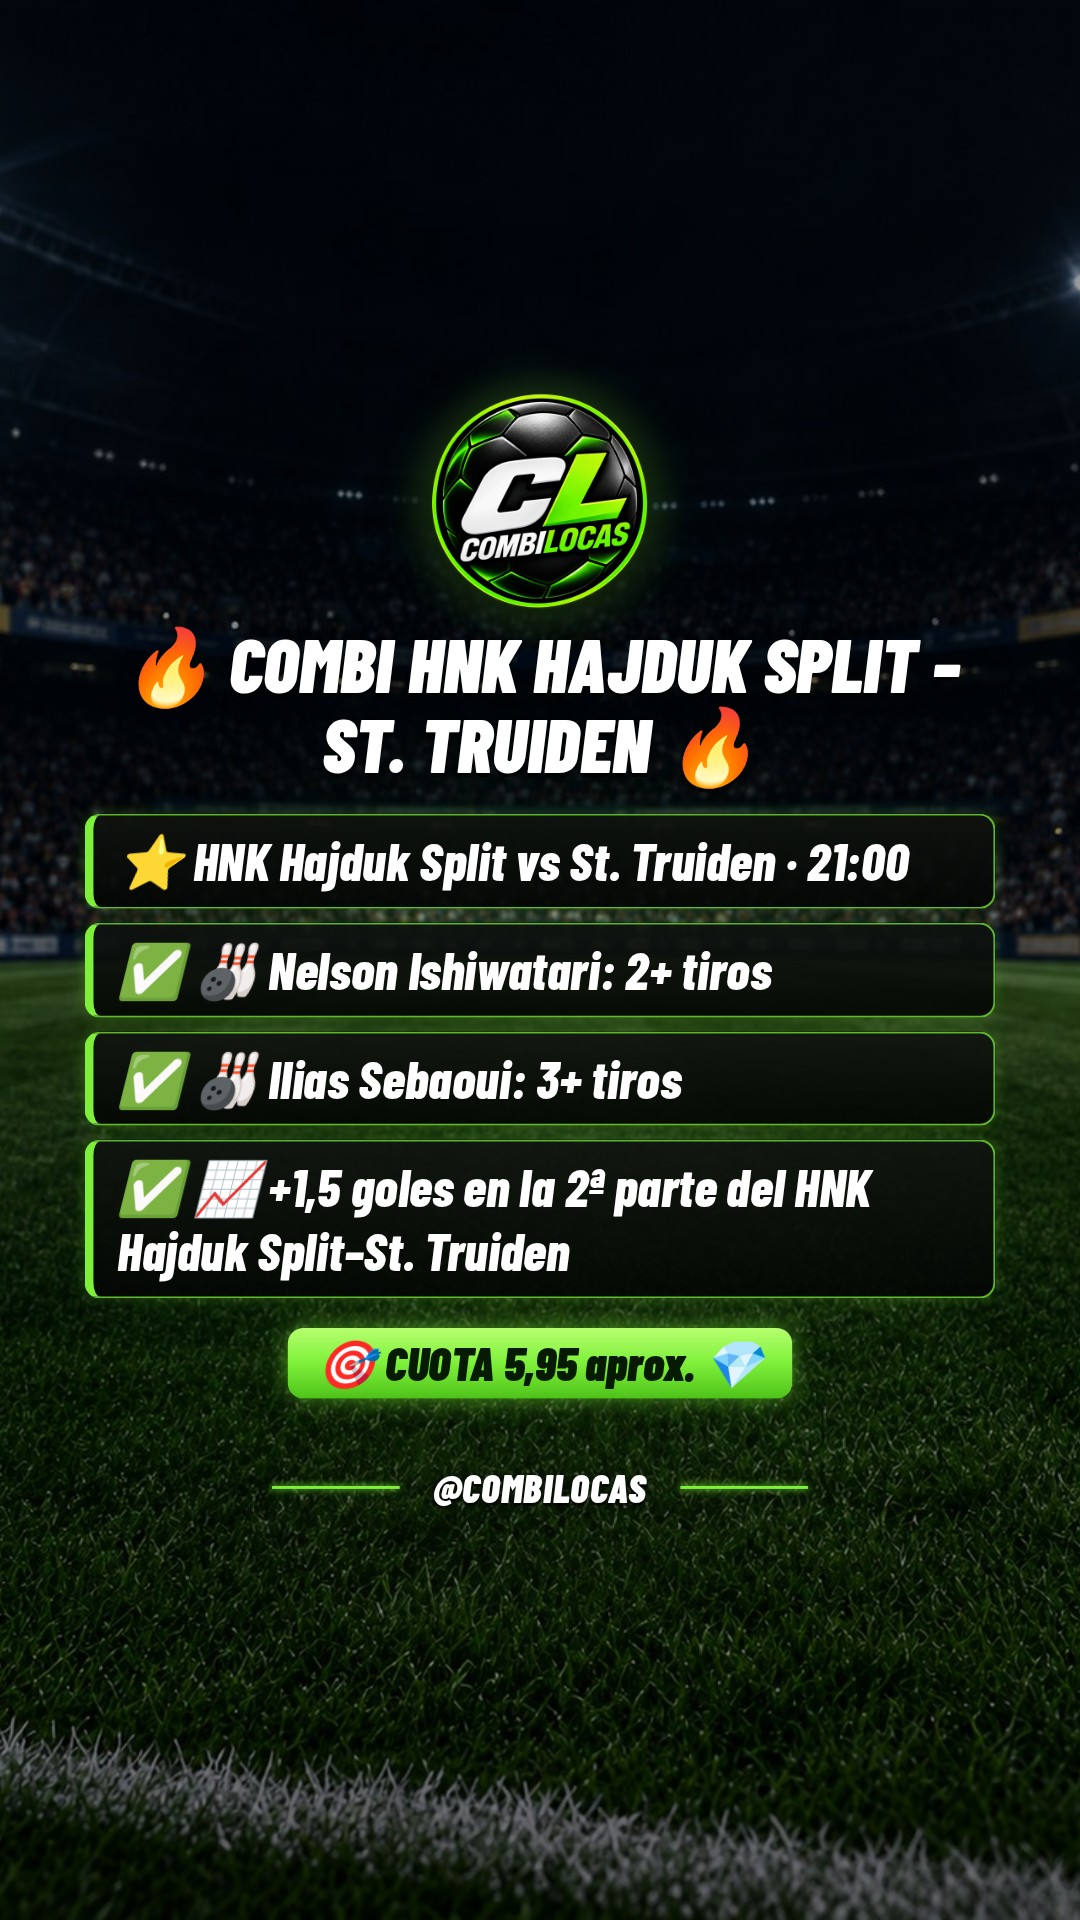 CL
COMBILOCAS
🔥 COMBI HNK HAJDUK SPLIT -
ST. TRUIDEN 🔥
⭐ HNK Hajduk Split vs St. Truiden · 21:00
✅ 🎳 Nelson Ishiwatari: 2+ tiros
✅ 🎳 Ilias Sebaoui: 3+ tiros
✅ 📈 +1,5 goles en la 2ª parte del HNK
Hajduk Split-St. Truiden
🎯 CUOTA 5,95 aprox. 💎
@COMBILOCAS